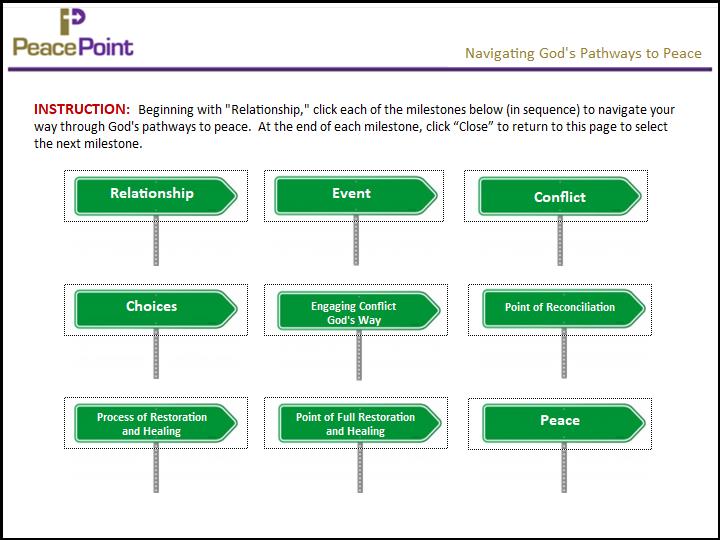 PeacePoint
Navigating God's Pathways to Peace
INSTRUCTION: Beginning with "Relationship," click each of the milestones below (in sequence) to navigate your
way through God's pathways to peace. At the end of each milestone, click “Close” to return to this page to select
the next milestone.
Relationship
Event
Conflict
Choices
Engaging Conflict
God's Way
Point of Reconciliation
Process of Restoration
and Healing
Point of Full Restoration
and Healing
Peace